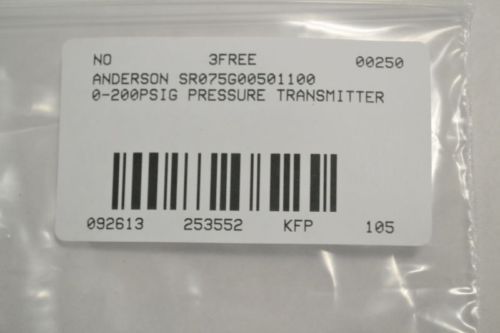 NO 3FREE 00250
ANDERSON SR075G00501100
0-200PSIG PRESSURE TRANSMITTER
092613 253552 KFP 105